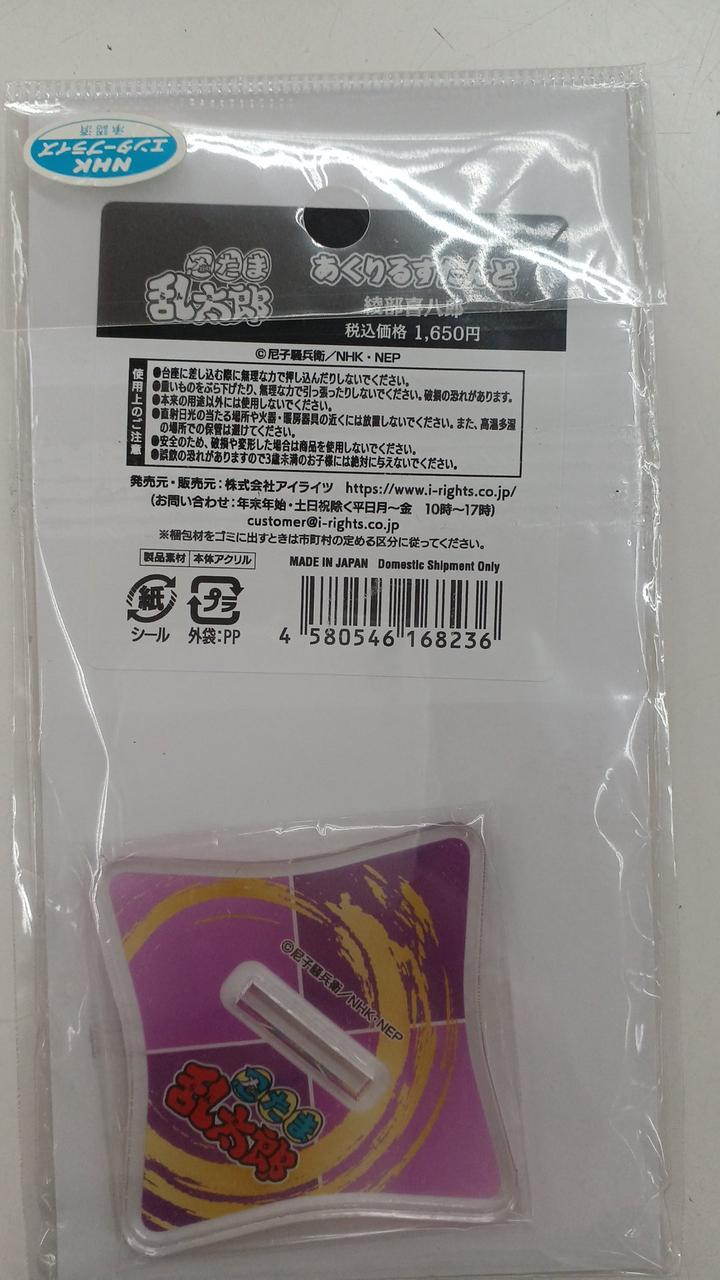 NHK
エンタープライズ
承認済
忍たま
乱太郎
あくりるすたんど
綾部喜八郎
税込価格 1,650円
©尼子騒兵衛/NHK・NEP
使用上のご注意
●台座に差し込む際に無理な力で押し込んだりしないでください。
●重いものをぶら下げたり、無理な力で引っ張ったりしないでください。破損の恐れがあります。
●本来の用途以外には使用しないでください。
●直射日光の当たる場所や火器・暖房器具の近くには放置しないでください。また、高温多湿
の場所での保管は避けてください。
●安全のため、破損や変形した場合は商品を使用しないでください。
●誤飲の恐れがありますので3歳未満のお子様には絶対に与えないでください。
発売元・販売元:株式会社アイライツ https://www.i-rights.co.jp/
(お問い合わせ:年末年始・土日祝除く平日月〜金 10時〜17時)
customer@i-rights.co.jp
※梱包材をゴミに出すときは市町村の定める区分に従ってください。
製品素材 本体アクリル
MADE IN JAPAN Domestic Shipment Only
紙
プラ
シール 外袋:PP
4 580546 168236
©尼子騒兵衛/NHK・NEP
忍たま
乱太郎